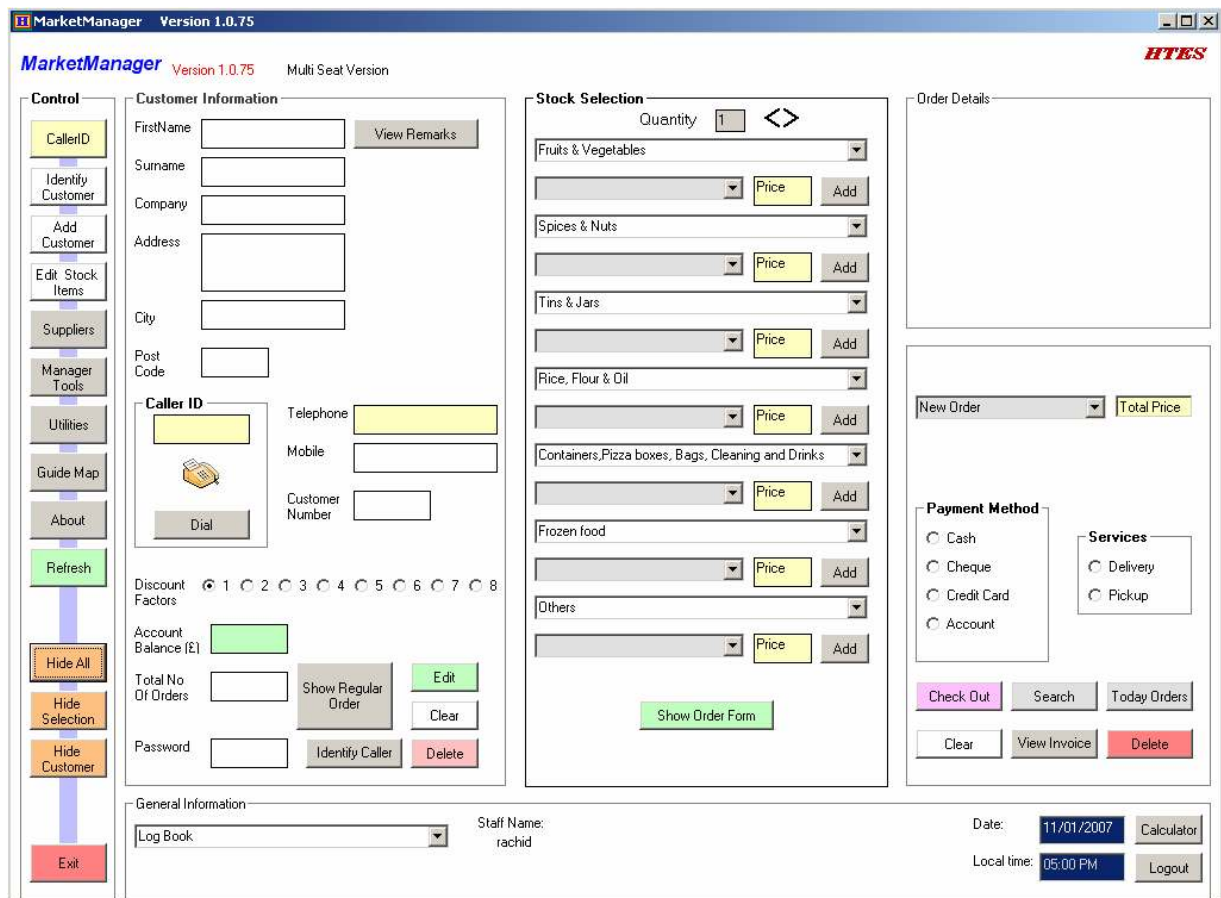 MarketManager Version 1.0.75
MarketManager Version 1.0.75 Multi Seat Version
HTES
Control
CallerID
Identify
Customer
Add
Customer
Edit Stock
Items
Suppliers
Manager
Tools
Utilities
Guide Map
About
Refresh
Hide All
Hide
Selection
Hide
Customer
Exit
Customer Information
FirstName
View Remarks
Surname
Company
Address
City
Post
Code
Caller ID
Dial
Telephone
Mobile
Customer
Number
Discount
Factors
1 2 3 4 5 6 7 8
Account
Balance (£)
Total No
Of Orders
Show Regular
Order
Edit
Clear
Password
Identify Caller
Delete
Stock Selection
Quantity 1 <>
Fruits & Vegetables
Price Add
Spices & Nuts
Price Add
Tins & Jars
Price Add
Rice, Flour & Oil
Price Add
Containers,Pizza boxes, Bags, Cleaning and Drinks
Price Add
Frozen food
Price Add
Others
Price Add
Show Order Form
Order Details
New Order Total Price
Payment Method
Cash
Cheque
Credit Card
Account
Services
Delivery
Pickup
Check Out Search Today Orders
Clear View Invoice Delete
General Information
Log Book
Staff Name:
rachid
Date: 11/01/2007 Calculator
Local time: 05:00 PM Logout